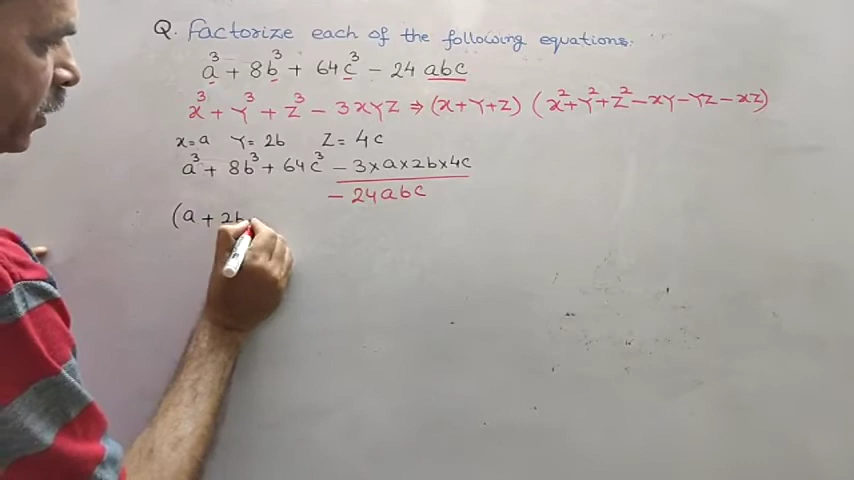 Q. Factorize each of the following equations:
a³ + 8b³ + 64c³ - 24 abc
x³ + Y³ + Z³ - 3XYZ ⇒ (x+Y+Z) (x²+Y²+Z²-XY-YZ-XZ)
x=a Y=2b Z=4c
a³ + 8b³ + 64c³ - 3×a×2b×4c
- 24abc
(a + 2b